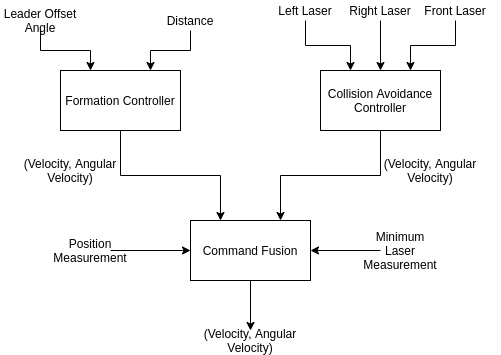 Leader Offset
Angle
Distance
Left Laser
Right Laser
Front Laser
Formation Controller
Collision Avoidance
Controller
(Velocity, Angular
Velocity)
(Velocity, Angular
Velocity)
Position
Measurement
Command Fusion
Minimum
Laser
Measurement
(Velocity, Angular
Velocity)